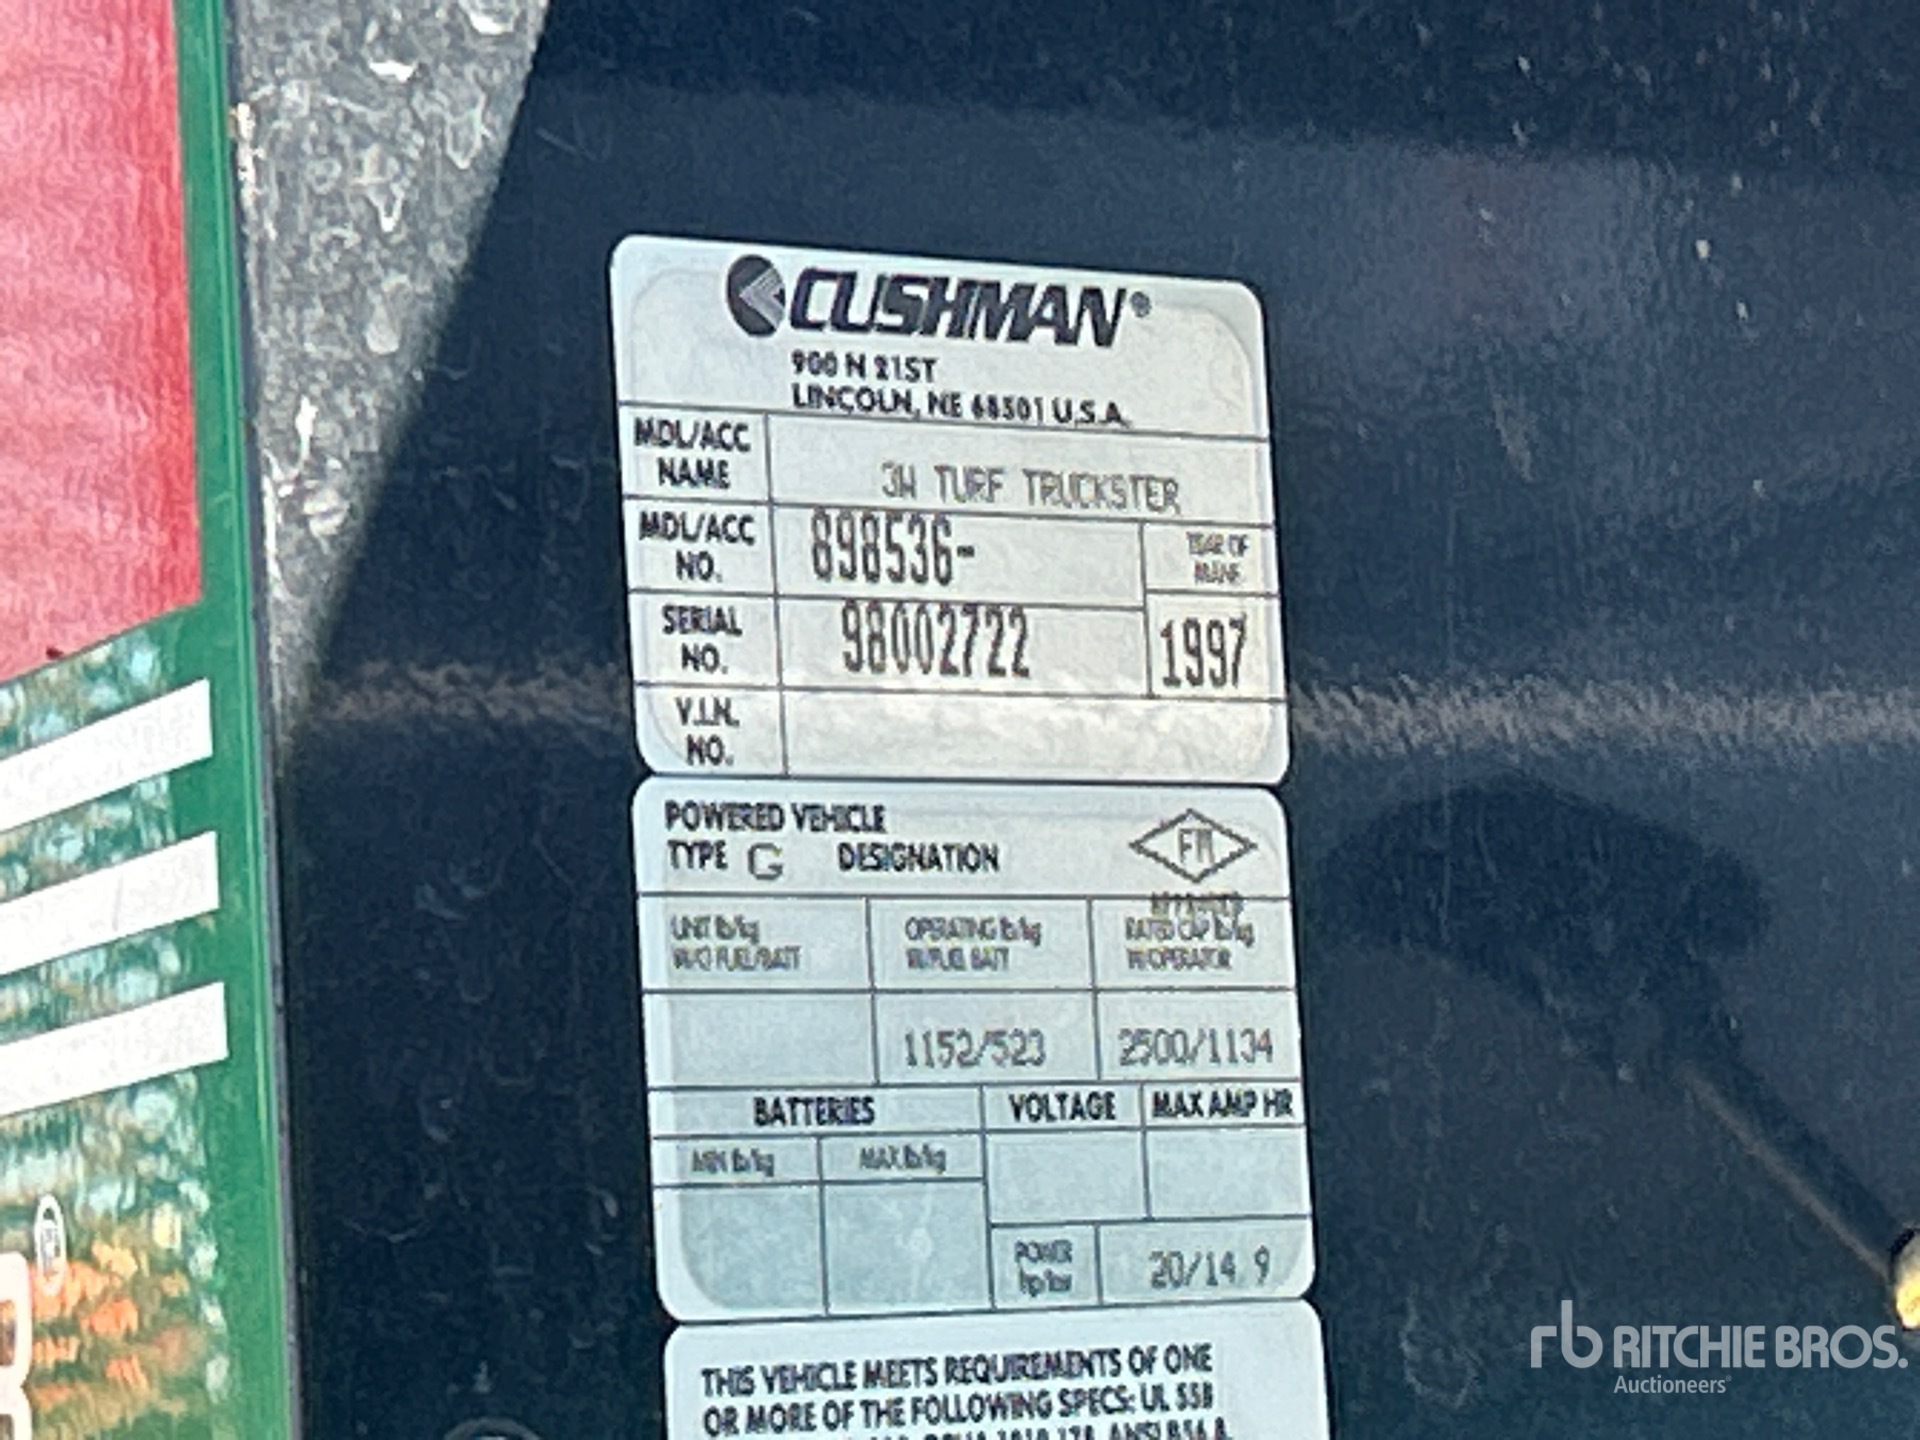 CUSHMAN®
900 N 21ST
LINCOLN, NE 68501 U.S.A.
MDL/ACC NAME
3W TURF TRUCKSTER
MDL/ACC NO.
898536-
YEAR OF MANF.
SERIAL NO.
98002722
1997
V.I.N. NO.
POWERED VEHICLE
TYPE G DESIGNATION
FM
APPROVED
UNIT lb/kg
W/O FUEL/BATT
OPERATING lb/kg
W/FUEL BATT
RATED CAP lb/kg
W/OPERATOR
1152/523
2500/1134
BATTERIES
VOLTAGE
MAX AMP HR
MIN lb/kg
MAX lb/kg
POWER
hp/kw
20/14 9
THIS VEHICLE MEETS REQUIREMENTS OF ONE
OR MORE OF THE FOLLOWING SPECS: UL 558
rb RITCHIE BROS.
Auctioneers